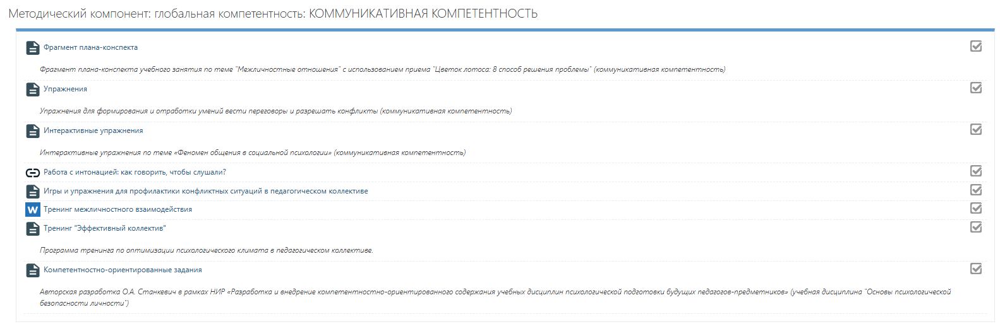 Методический компонент: глобальная компетентность: КОММУНИКАТИВНАЯ КОМПЕТЕНТНОСТЬ
Фрагмент плана-конспекта
Фрагмент плана-конспекта учебного занятия по теме "Межличностные отношения" с использованием приема "Цветок лотоса: 8 способ решения проблемы" (коммуникативная компетентность)
Упражнения
Упражнения для формирования и отработки умений вести переговоры и разрешать конфликты (коммуникативная компетентность)
Интерактивные упражнения
Интерактивные упражнения по теме «Феномен общения в социальной психологии» (коммуникативная компетентность)
Работа с интонацией: как говорить, чтобы слушали?
Игры и упражнения для профилактики конфликтных ситуаций в педагогическом коллективе
W Тренинг межличностного взаимодействия
Тренинг "Эффективный коллектив"
Программа тренинга по оптимизации психологического климата в педагогическом коллективе.
Компетентностно-ориентированные задания
Авторская разработка О.А. Станкевич в рамках НИР «Разработка и внедрение компетентностно-ориентированного содержания учебных дисциплин психологической подготовки будущих педагогов-предметников» (учебная дисциплина "Основы психологической
безопасности личности")